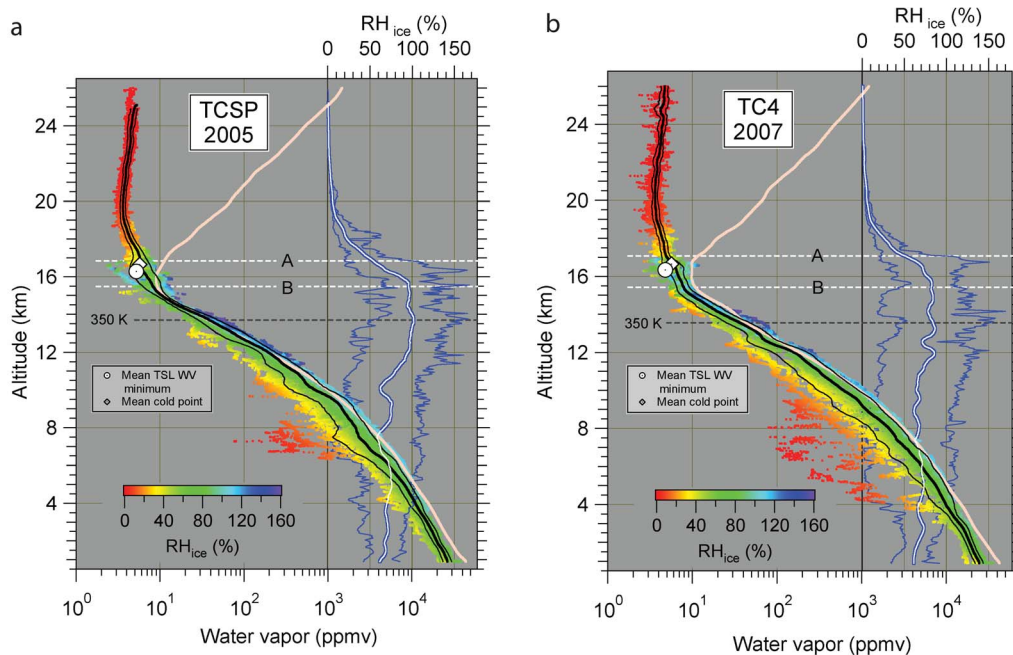 a
RH ice (%)
0 50 100 150
TCSP
2005
24
20
16
12
8
4
Altitude (km)
A
B
350 K
Mean TSL WV
minimum
Mean cold point
0 40 80 120 160
RHice (%)
10^0 10^1 10^2 10^3 10^4
Water vapor (ppmv)
b
RH ice (%)
0 50 100 150
TC4
2007
24
20
16
12
8
4
Altitude (km)
A
B
350 K
Mean TSL WV
minimum
Mean cold point
0 40 80 120 160
RHice (%)
10^0 10^1 10^2 10^3 10^4
Water vapor (ppmv)